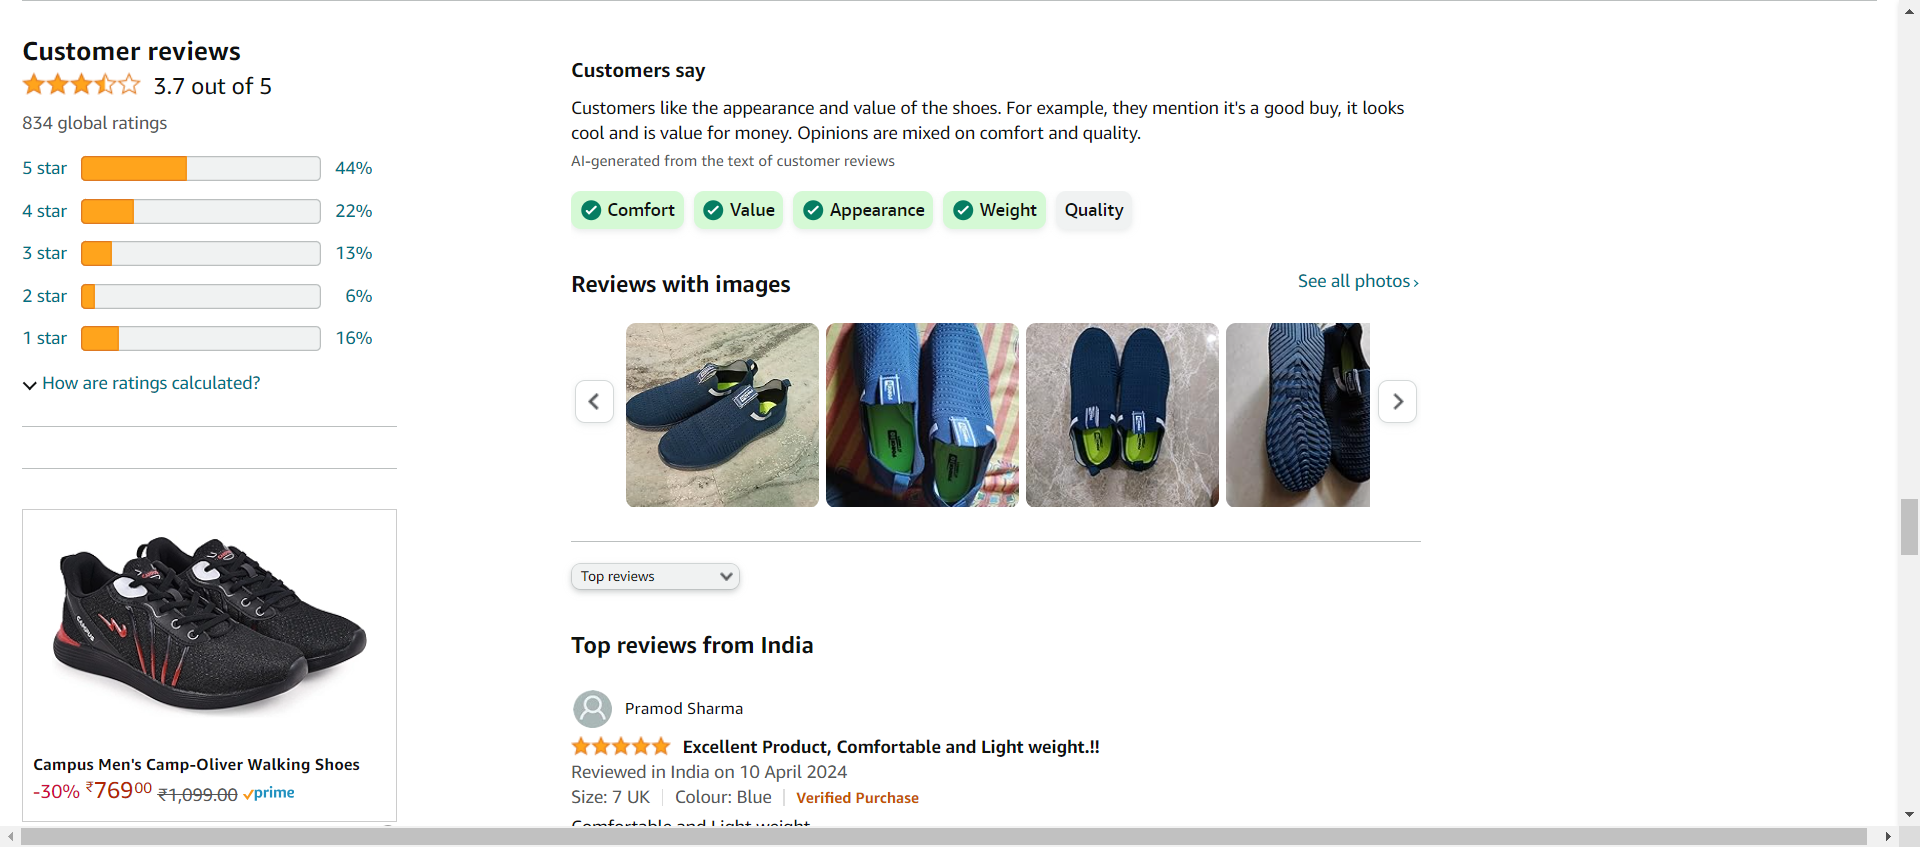 Customer reviews
3.7 out of 5
834 global ratings
5 star 44%
4 star 22%
3 star 13%
2 star 6%
1 star 16%
How are ratings calculated?
CAMPUS
Campus Men's Camp-Oliver Walking Shoes
-30% ₹76900 ₹1,099.00 prime
Customers say
Customers like the appearance and value of the shoes. For example, they mention it's a good buy, it looks
cool and is value for money. Opinions are mixed on comfort and quality.
AI-generated from the text of customer reviews
Comfort Value Appearance Weight Quality
Reviews with images
See all photos ›
Top reviews
Top reviews from India
Pramod Sharma
Excellent Product, Comfortable and Light weight.!!
Reviewed in India on 10 April 2024
Size: 7 UK | Colour: Blue | Verified Purchase
Comfortable and Light weight